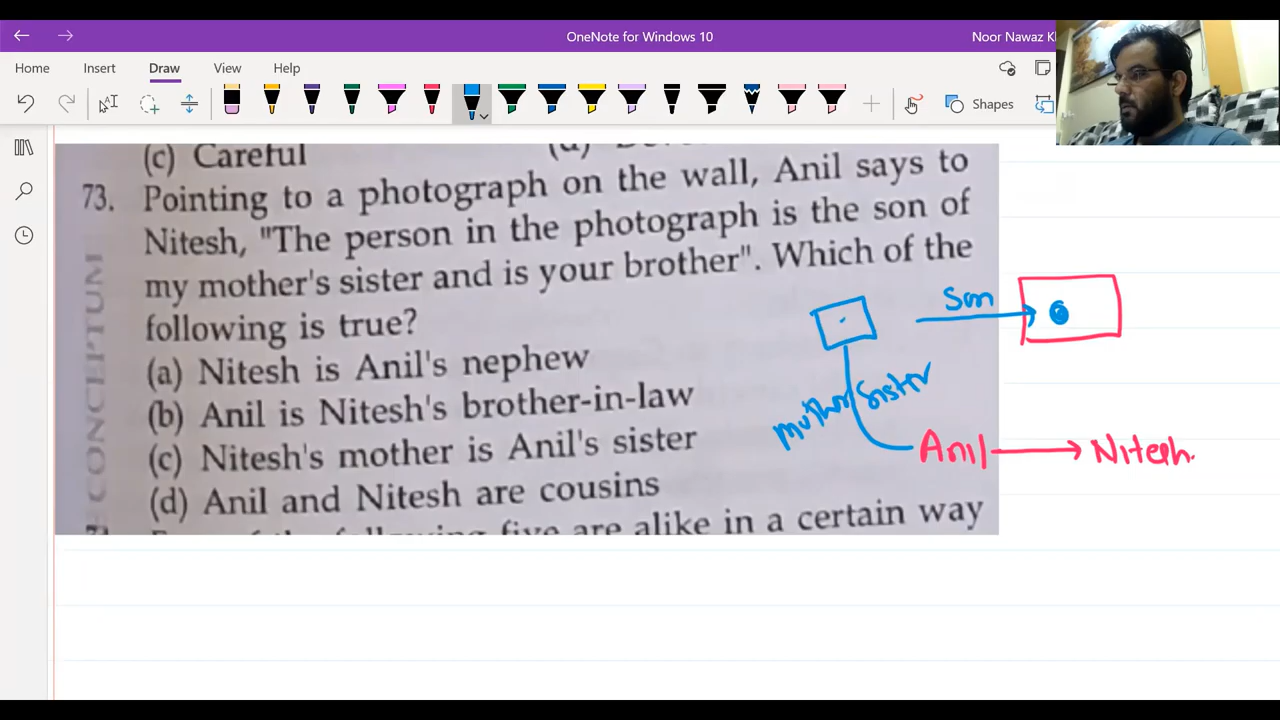 OneNote for Windows 10
Noor Nawaz
Home Insert Draw View Help
Shapes
(c) Careful
73. Pointing to a photograph on the wall, Anil says to
Nitesh, "The person in the photograph is the son of
my mother's sister and is your brother". Which of the
following is true?
(a) Nitesh is Anil's nephew
(b) Anil is Nitesh's brother-in-law
(c) Nitesh's mother is Anil's sister
(d) Anil and Nitesh are cousins
following five are alike in a certain way
CONCEPTUM
Son
Mother Sister
Anil Nitesh.